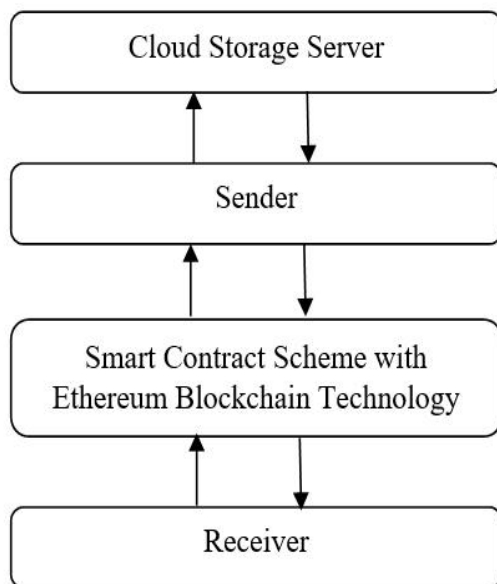 Cloud Storage Server
Sender
Smart Contract Scheme with
Ethereum Blockchain Technology
Receiver